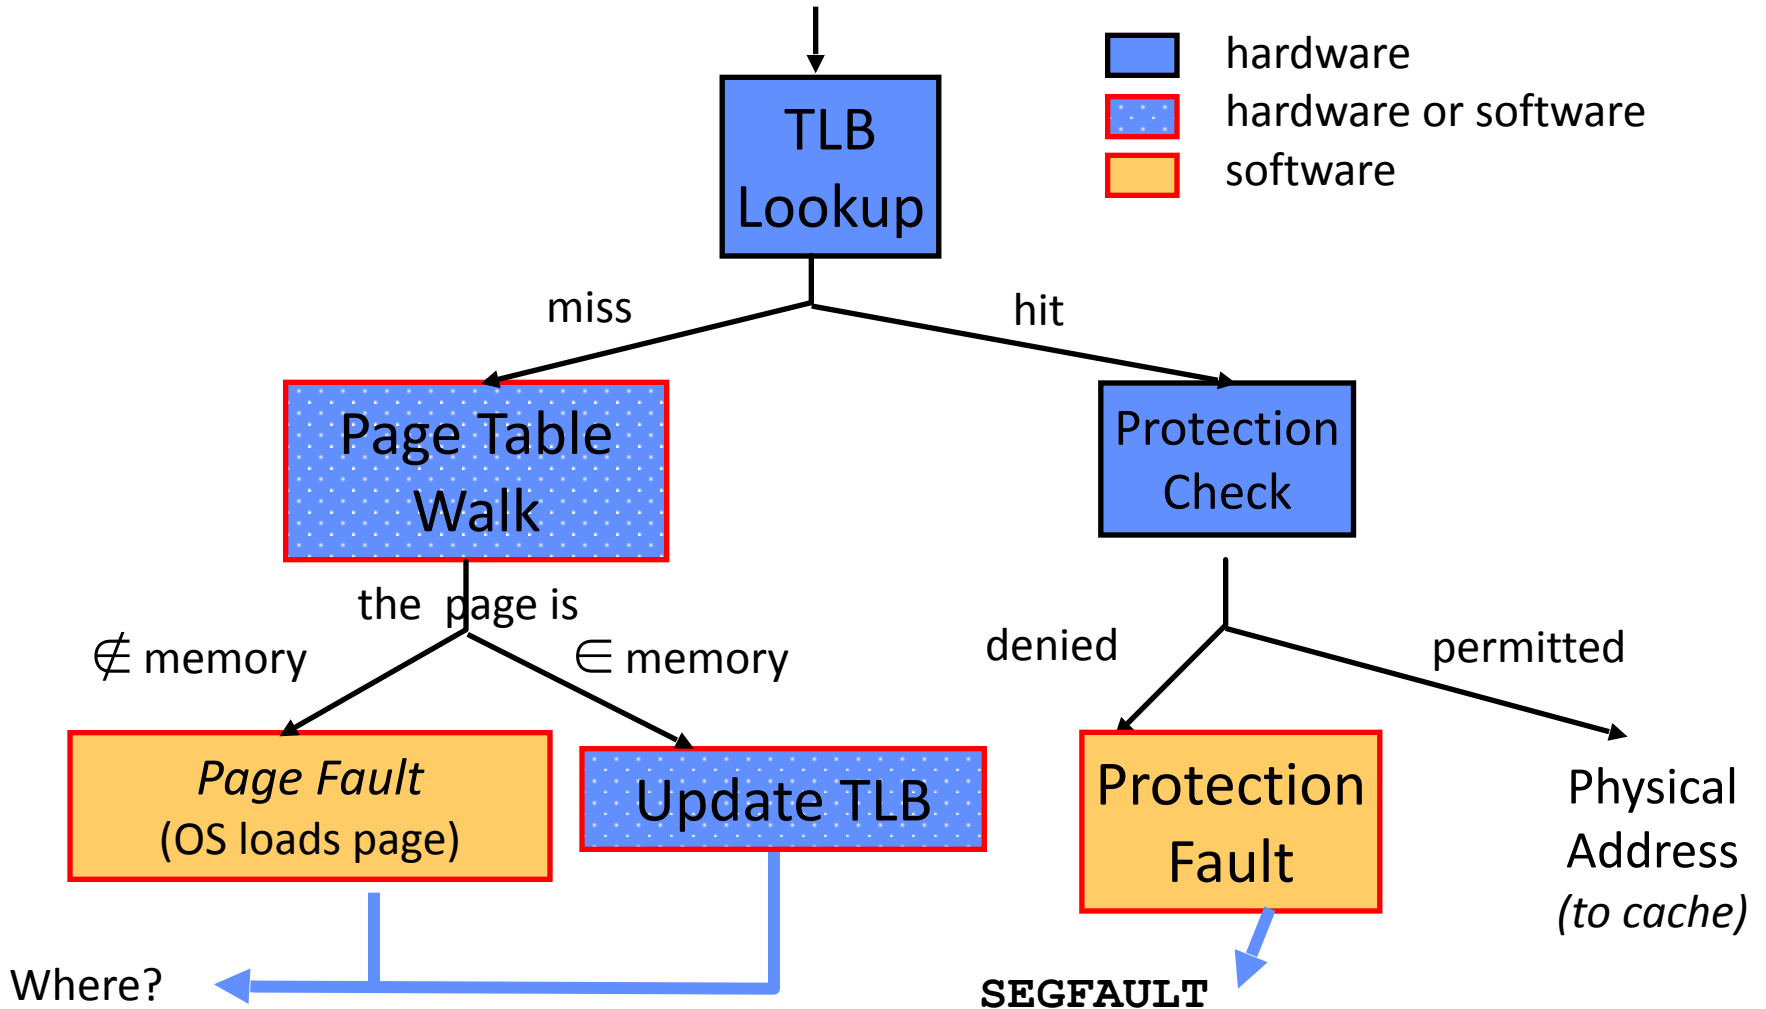 hardware
hardware or software
software
TLB
Lookup
miss
hit
Page Table
Walk
Protection
Check
the page is
∉ memory
∈ memory
denied
permitted
Page Fault
(OS loads page)
Update TLB
Protection
Fault
Physical
Address
(to cache)
Where?
SEGFAULT